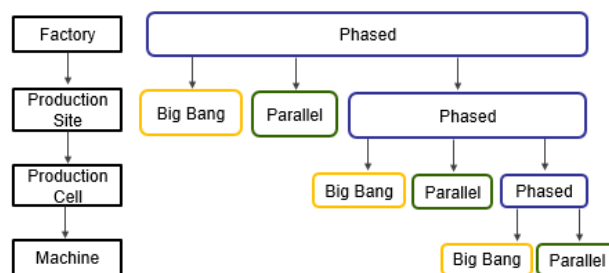 Factory
Phased
Production
Site
Big Bang
Parallel
Phased
Production
Cell
Big Bang
Parallel
Phased
Machine
Big Bang
Parallel